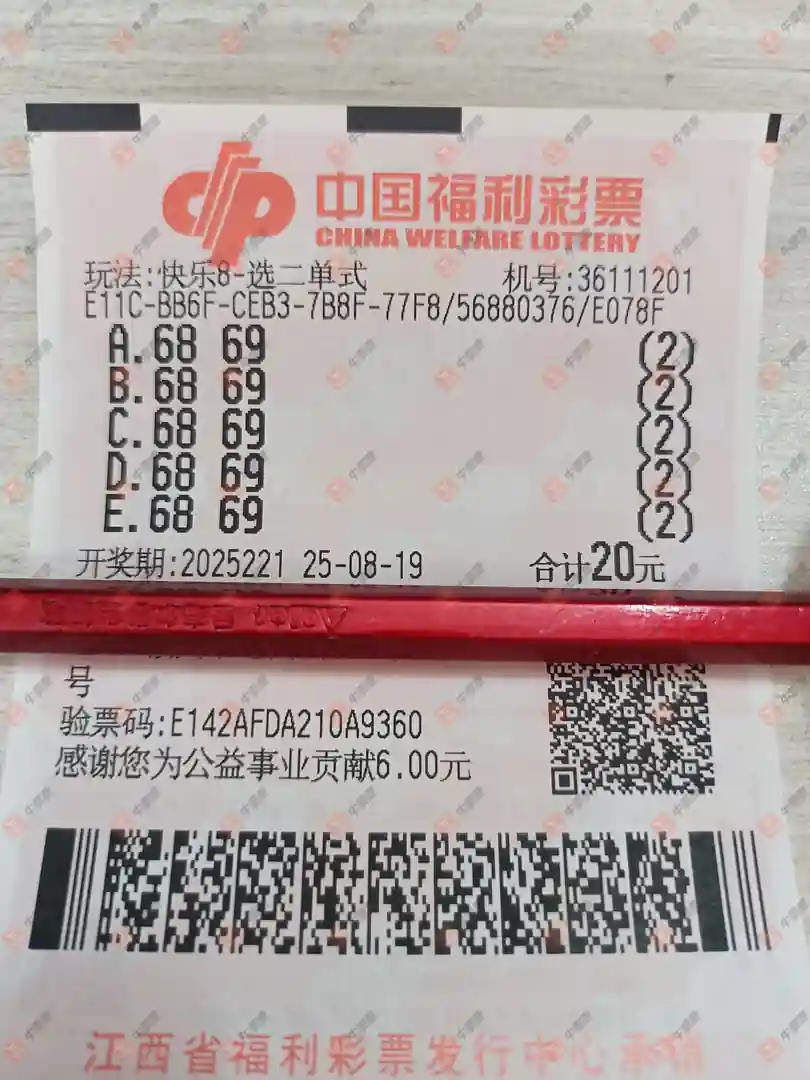 中国福利彩票
CHINA WELFARE LOTTERY
玩法:快乐8-选二单式 机号:36111201
E11C-BB6F-CEB3-7B8F-77F8/56880376/E078F
A.68 69 (2)
B.68 69 (2)
C.68 69 (2)
D.68 69 (2)
E.68 69 (2)
开奖期:2025221 25-08-19 合计20元
号
验票码:E142AFDA210A9360
感谢您为公益事业贡献6.00元
江西省福利彩票发行中心承销